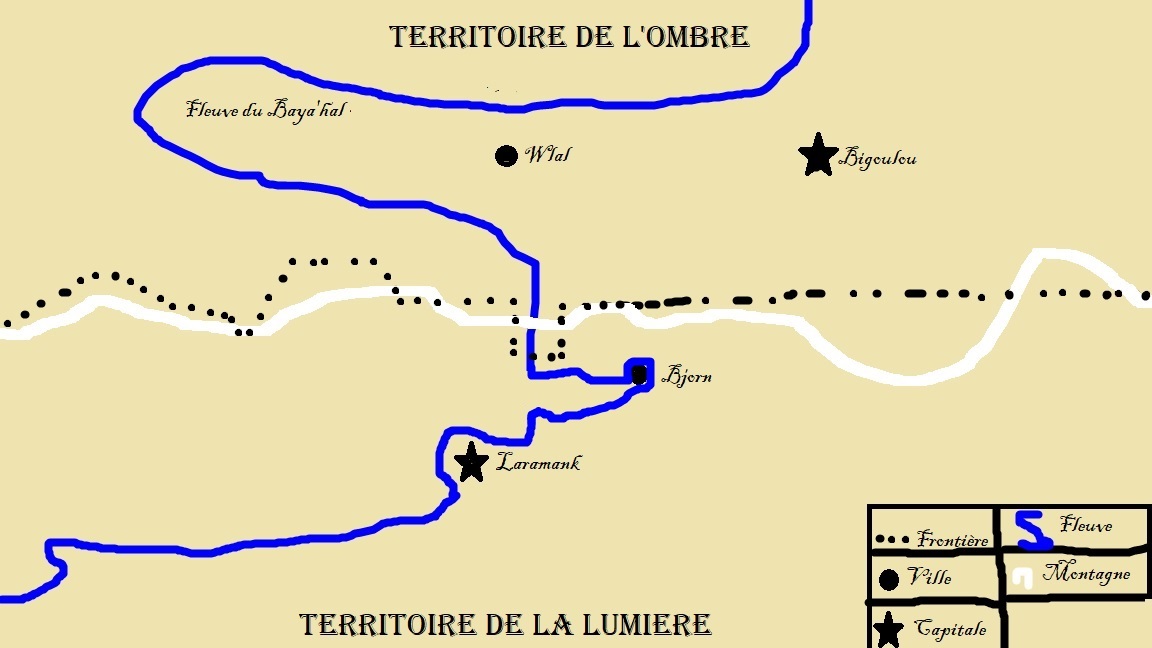 TERRITOIRE DE L'OMBRE
Fleuve du Baya'hal
Wlal
Bigoulou
Bjorn
Laramank
Frontière
Fleuve
Ville
Montagne
Capitale
TERRITOIRE DE LA LUMIERE